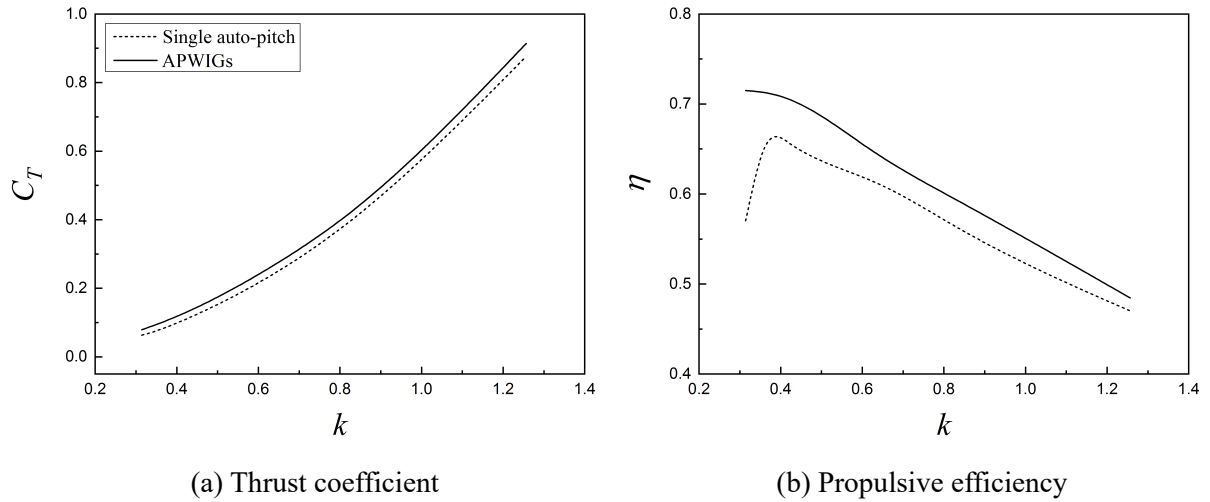 1.0
0.8
0.6
0.4
0.2
0.0
C_T
Single auto-pitch
APWIGs
0.2 0.4 0.6 0.8 1.0 1.2 1.4
k
(a) Thrust coefficient
0.8
0.7
0.6
0.5
0.4
η
0.2 0.4 0.6 0.8 1.0 1.2 1.4
k
(b) Propulsive efficiency